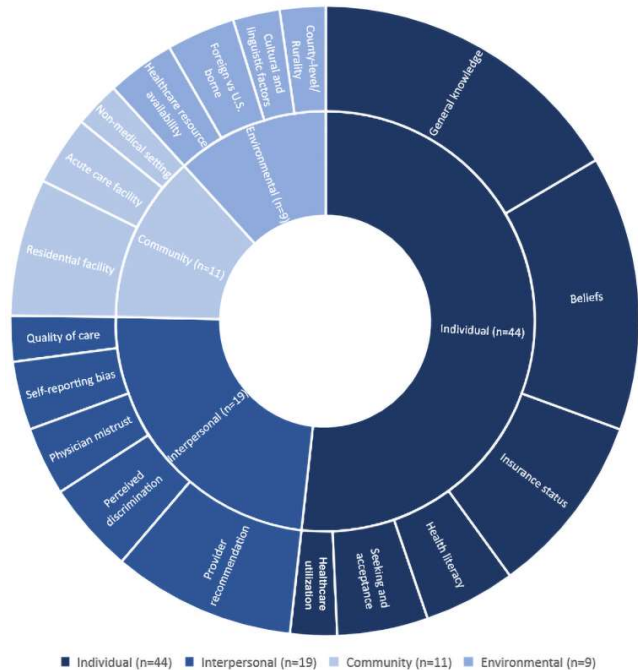 General knowledge
Beliefs
Insurance status
Health literacy
Seeking and
acceptance
Healthcare
utilization
Provider
recommendation
Perceived
discrimination
Physician mistrust
Self-reporting bias
Quality of care
Residential facility
Acute care facility
Non-medical setting
Healthcare resource
availability
Foreign vs U.S.
borne
Cultural and
linguistic factors
County-level/
Rurality
Individual (n=44)
Interpersonal (n=19)
Community (n=11)
Environmental (n=9)
Individual (n=44) Interpersonal (n=19) Community (n=11) Environmental (n=9)